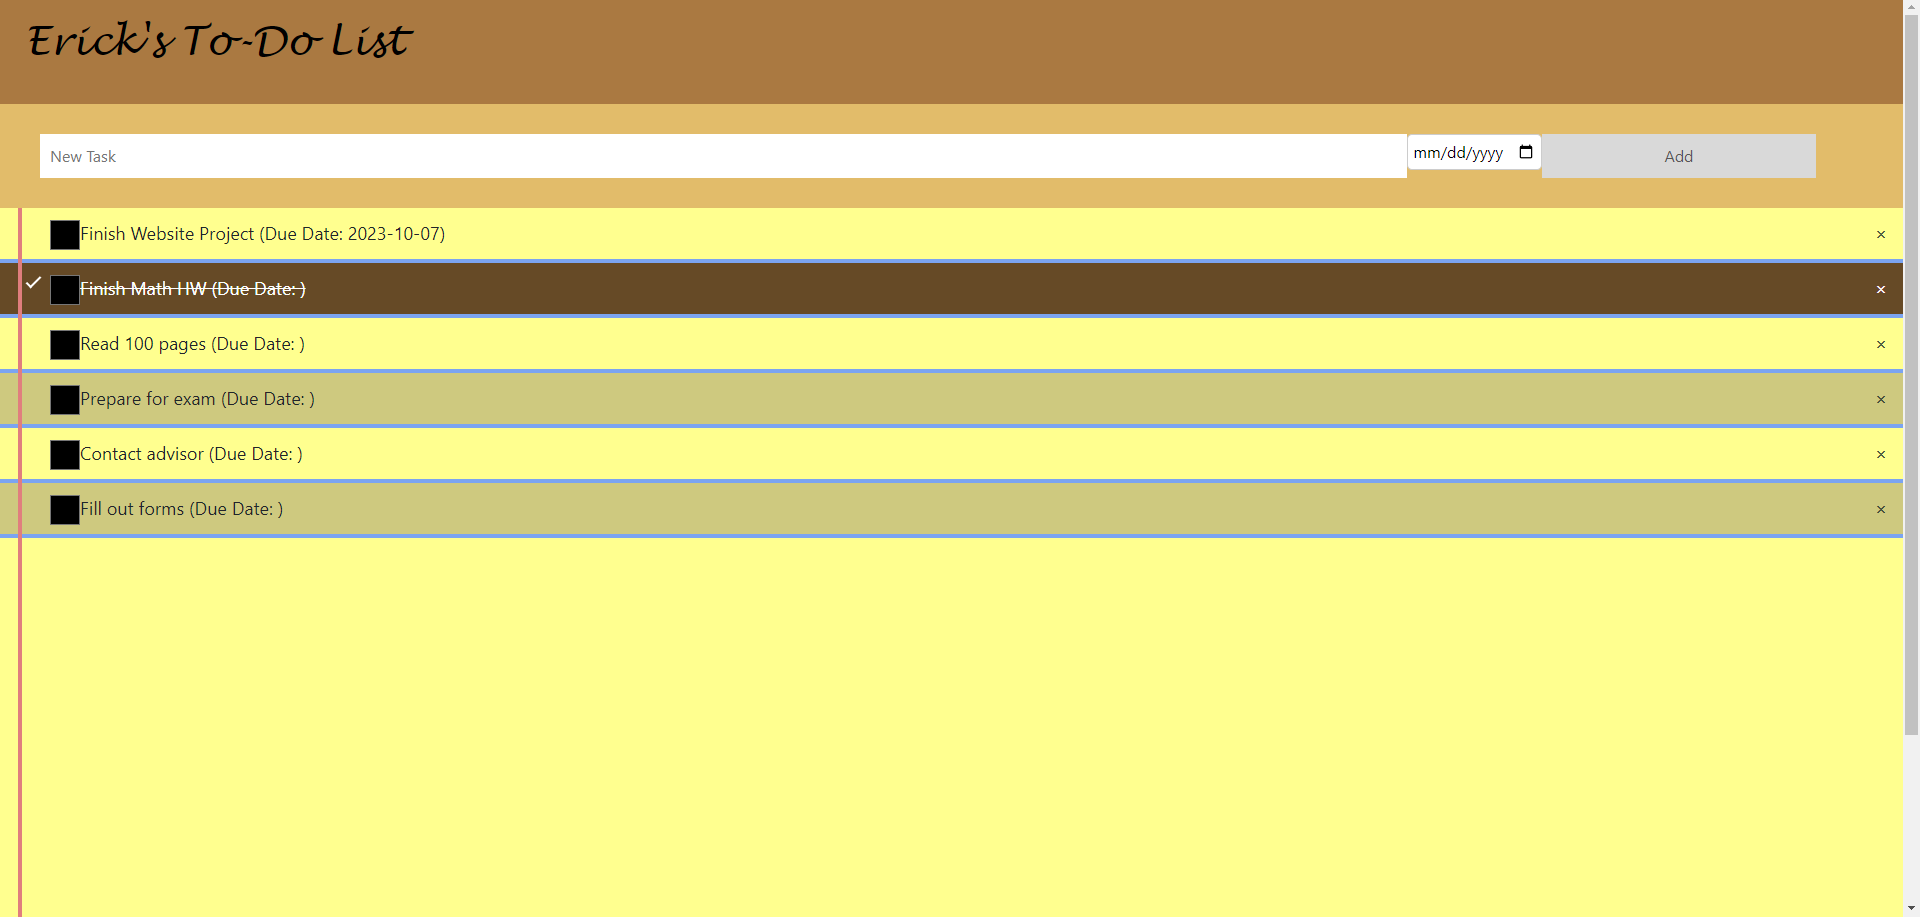 Erick's To-Do List
New Task mm/dd/yyyy Add
Finish Website Project (Due Date: 2023-10-07) ×
Finish Math HW (Due Date: ) ×
Read 100 pages (Due Date: ) ×
Prepare for exam (Due Date: ) ×
Contact advisor (Due Date: ) ×
Fill out forms (Due Date: ) ×